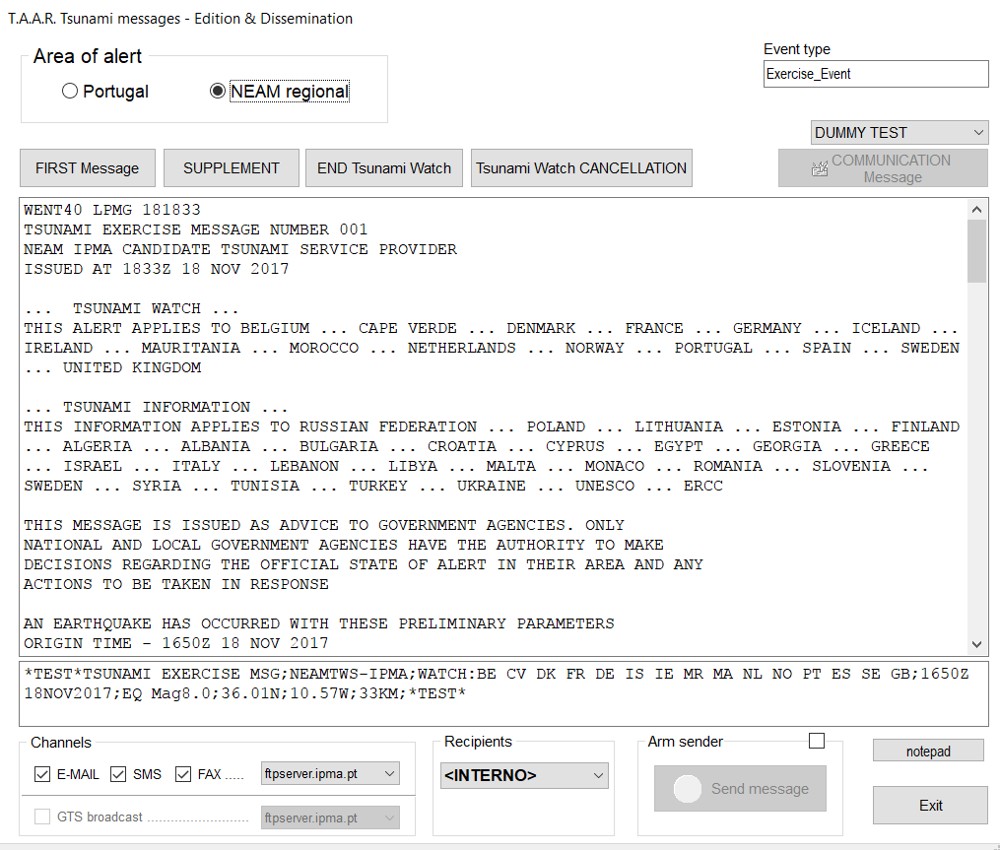 T.A.A.R. Tsunami messages - Edition & Dissemination
Area of alert
Portugal
NEAM regional
Event type
Exercise_Event
DUMMY TEST
FIRST Message
SUPPLEMENT
END Tsunami Watch
Tsunami Watch CANCELLATION
COMMUNICATION
Message
WENT40 LPMG 181833
TSUNAMI EXERCISE MESSAGE NUMBER 001
NEAM IPMA CANDIDATE TSUNAMI SERVICE PROVIDER
ISSUED AT 1833Z 18 NOV 2017
... TSUNAMI WATCH ...
THIS ALERT APPLIES TO BELGIUM ... CAPE VERDE ... DENMARK ... FRANCE ... GERMANY ... ICELAND ...
IRELAND ... MAURITANIA ... MOROCCO ... NETHERLANDS ... NORWAY ... PORTUGAL ... SPAIN ... SWEDEN
... UNITED KINGDOM
... TSUNAMI INFORMATION ...
THIS INFORMATION APPLIES TO RUSSIAN FEDERATION ... POLAND ... LITHUANIA ... ESTONIA ... FINLAND
... ALGERIA ... ALBANIA ... BULGARIA ... CROATIA ... CYPRUS ... EGYPT ... GEORGIA ... GREECE
... ISRAEL ... ITALY ... LEBANON ... LIBYA ... MALTA ... MONACO ... ROMANIA ... SLOVENIA ...
SWEDEN ... SYRIA ... TUNISIA ... TURKEY ... UKRAINE ... UNESCO ... ERCC
THIS MESSAGE IS ISSUED AS ADVICE TO GOVERNMENT AGENCIES. ONLY
NATIONAL AND LOCAL GOVERNMENT AGENCIES HAVE THE AUTHORITY TO MAKE
DECISIONS REGARDING THE OFFICIAL STATE OF ALERT IN THEIR AREA AND ANY
ACTIONS TO BE TAKEN IN RESPONSE
AN EARTHQUAKE HAS OCCURRED WITH THESE PRELIMINARY PARAMETERS
ORIGIN TIME - 1650Z 18 NOV 2017
*TEST*TSUNAMI EXERCISE MSG;NEAMTWS-IPMA;WATCH:BE CV DK FR DE IS IE MR MA NL NO PT ES SE GB;1650Z
18NOV2017;EQ Mag8.0;36.01N;10.57W;33KM;*TEST*
Channels
E-MAIL
SMS
FAX .....
ftpserver.ipma.pt
GTS broadcast ..........................
ftpserver.ipma.pt
Recipients
<INTERNO>
Arm sender
Send message
notepad
Exit